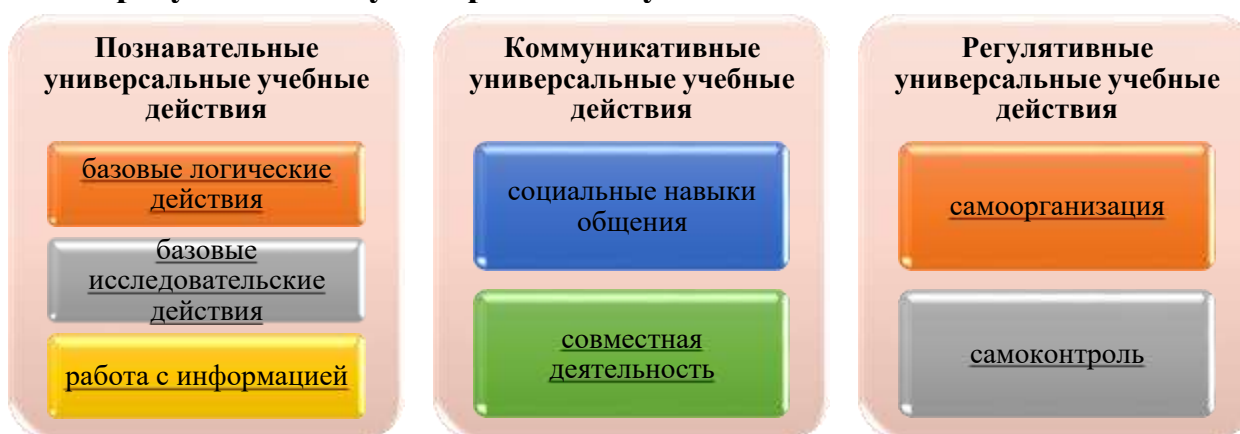 Познавательные
универсальные учебные
действия
базовые логические
действия
базовые
исследовательские
действия
работа с информацией
Коммуникативные
универсальные учебные
действия
социальные навыки
общения
совместная
деятельность
Регулятивные
универсальные учебные
действия
самоорганизация
самоконтроль